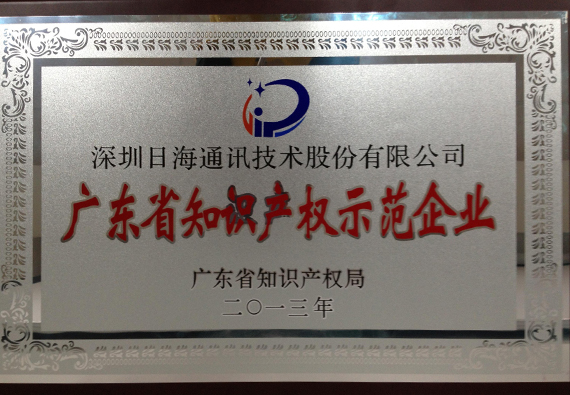 深圳日海通讯技术股份有限公司
广东省知识产权示范企业
广东省知识产权局
二〇一三年